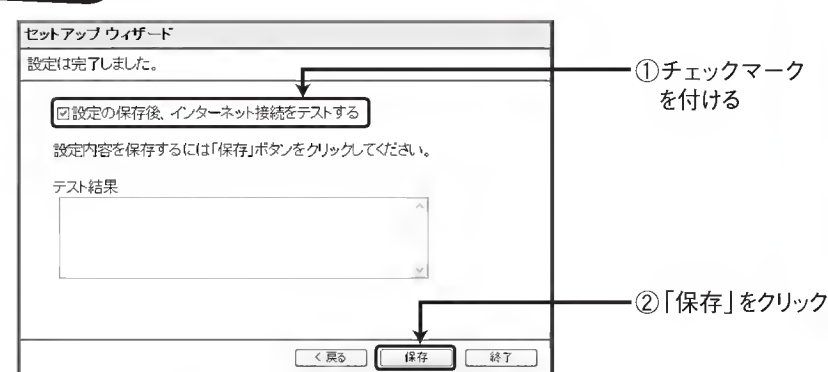 セットアップ ウィザード
設定は完了しました。
①チェックマーク
を付ける
☑設定の保存後、インターネット接続をテストする
設定内容を保存するには「保存」ボタンをクリックしてください。
テスト結果
②「保存」をクリック
< 戻る
保存
終了